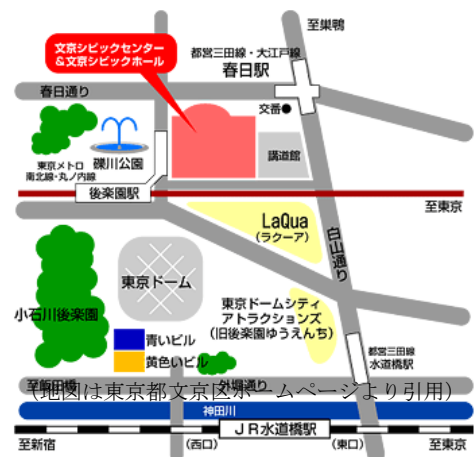 至巣鴨
文京シビックセンター
&文京シビックホール
都営三田線・大江戸線
春日駅
春日通り
交番
東京メトロ
南北線・丸ノ内線
礫川公園
講道館
後楽園駅
至東京
LaQua
(ラクーア)
白山通り
東京ドーム
小石川後楽園
東京ドームシティ
アトラクションズ
(旧後楽園ゆうえんち)
青いビル
黄色いビル
都営三田線
水道橋駅
至飯田橋
外堀通り
(地図は東京都文京区ホームページより引用)
神田川
JR水道橋駅
至新宿
(西口)
(東口)
至東京